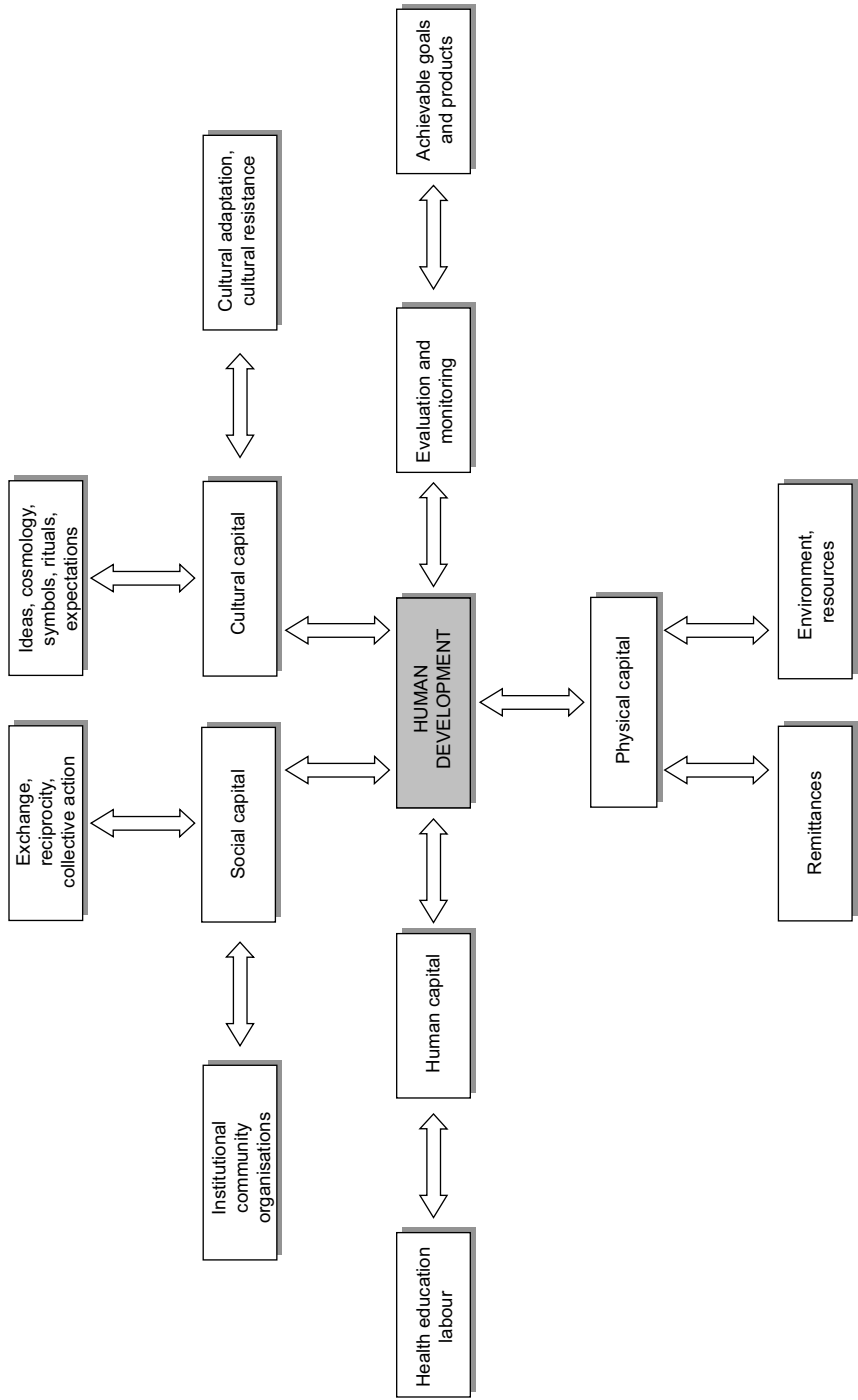 Exchange,
reciprocity,
collective action
Ideas, cosmology,
symbols, rituals,
expectations
Institutional
community
organisations
Social capital
Cultural capital
Cultural adaptation,
cultural resistance
Health education
labour
Human capital
HUMAN
DEVELOPMENT
Evaluation and
monitoring
Achievable goals
and products
Physical capital
Remittances
Environment,
resources